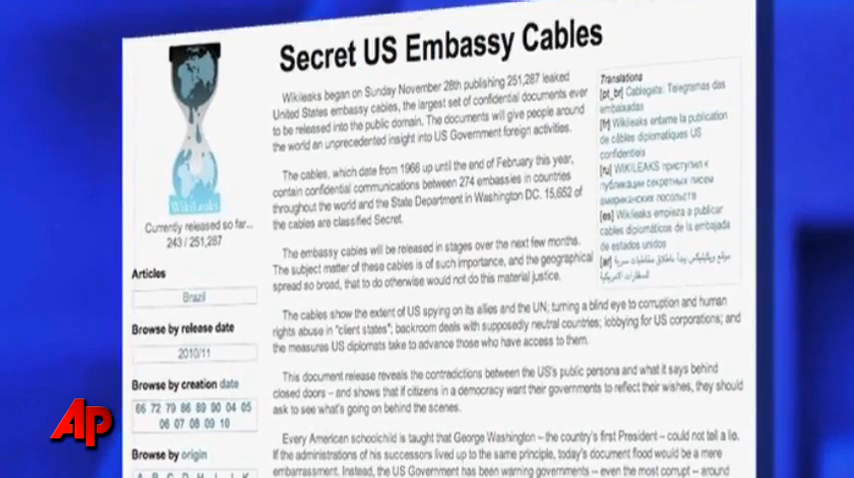 Secret US Embassy Cables
Wikileaks began on Sunday November 28th publishing 251,287 leaked
United States embassy cables, the largest set of confidential documents ever
to be released into the public domain. The documents will give people around
the world an unprecedented insight into US Government foreign activities.
The cables, which date from 1966 up until the end of February this year,
contain confidential communications between 274 embassies in countries
throughout the world and the State Department in Washington DC. 15,652 of
the cables are classified Secret.
The embassy cables will be released in stages over the next few months.
The subject matter of these cables is of such importance, and the geographical
spread so broad, that to do otherwise would not do this material justice.
The cables show the extent of US spying on its allies and the UN; turning a blind eye to corruption and human
rights abuse in "client states"; backroom deals with supposedly neutral countries; lobbying for US corporations; and
the measures US diplomats take to advance those who have access to them.
This document release reveals the contradictions between the US's public persona and what it says behind
closed doors – and shows that if citizens in a democracy want their governments to reflect their wishes, they should
ask to see what's going on behind the scenes.
Every American schoolchild is taught that George Washington – the country's first President – could not tell a lie.
If the administrations of his successors lived up to the same principle, today's document flood would be a mere
embarrassment. Instead, the US Government has been warning governments – even the most corrupt – around
Translations
[pt_br] Cablegate: Telegramas das
embaixadas
[fr] Wikileaks entame la publication
de câbles diplomatiques US
confidentiels
[ru] WIKILEAKS приступил к
публикации секретных писем
американских посольств
[es] Wikileaks empieza a publicar
cables diplomáticos de la embajada
de estados unidos
[ar] موقع ويكيليكس يبدأ باطلاق مقاطيات سرية
للسفارات الامريكيا
WikiLeaks
Currently released so far...
243 / 251,287
Articles
Brazil
Browse by release date
2010/11
Browse by creation date
66 72 79 86 89 90 04 05
06 07 08 09 10
Browse by origin
A B C D H I J K
AP